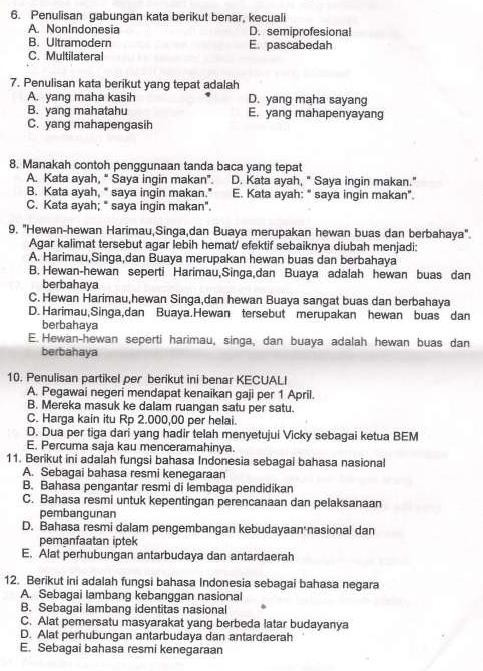 6. Penulisan gabungan kata berikut benar, kecuali
A. NonIndonesia D. semiprofesional
B. Ultramodern E. pascabedah
C. Multilateral
7. Penulisan kata berikut yang tepat adalah
A. yang maha kasih D. yang maha sayang
B. yang mahatahu E. yang mahapenyayang
C. yang mahapengasih
8. Manakah contoh penggunaan tanda baca yang tepat
A. Kata ayah, " Saya ingin makan". D. Kata ayah, " Saya ingin makan."
B. Kata ayah, " saya ingin makan." E. Kata ayah: " saya ingin makan".
C. Kata ayah; " saya ingin makan".
9. "Hewan-hewan Harimau,Singa,dan Buaya merupakan hewan buas dan berbahaya".
Agar kalimat tersebut agar lebih hemat/ efektif sebaiknya diubah menjadi:
A. Harimau,Singa,dan Buaya merupakan hewan buas dan berbahaya
B. Hewan-hewan seperti Harimau,Singa,dan Buaya adalah hewan buas dan
berbahaya
C. Hewan Harimau,hewan Singa,dan hewan Buaya sangat buas dan berbahaya
D. Harimau,Singa,dan Buaya.Hewan tersebut merupakan hewan buas dan
berbahaya
E. Hewan-hewan seperti harimau, singa, dan buaya adalah hewan buas dan
berbahaya
10. Penulisan partikel per berikut ini benar KECUALI
A. Pegawai negeri mendapat kenaikan gaji per 1 April.
B. Mereka masuk ke dalam ruangan satu per satu.
C. Harga kain itu Rp 2.000,00 per helai.
D. Dua per tiga dari yang hadir telah menyetujui Vicky sebagai ketua BEM
E. Percuma saja kau menceramahinya.
11. Berikut ini adalah fungsi bahasa Indonesia sebagai bahasa nasional
A. Sebagai bahasa resmi kenegaraan
B. Bahasa pengantar resmi di lembaga pendidikan
C. Bahasa resmi untuk kepentingan perencanaan dan pelaksanaan
pembangunan
D. Bahasa resmi dalam pengembangan kebudayaan nasional dan
pemanfaatan iptek
E. Alat perhubungan antarbudaya dan antardaerah
12. Berikut ini adalah fungsi bahasa Indonesia sebagai bahasa negara
A. Sebagai lambang kebanggan nasional
B. Sebagai lambang identitas nasional
C. Alat pemersatu masyarakat yang berbeda latar budayanya
D. Alat perhubungan antarbudaya dan antardaerah
E. Sebagai bahasa resmi kenegaraan